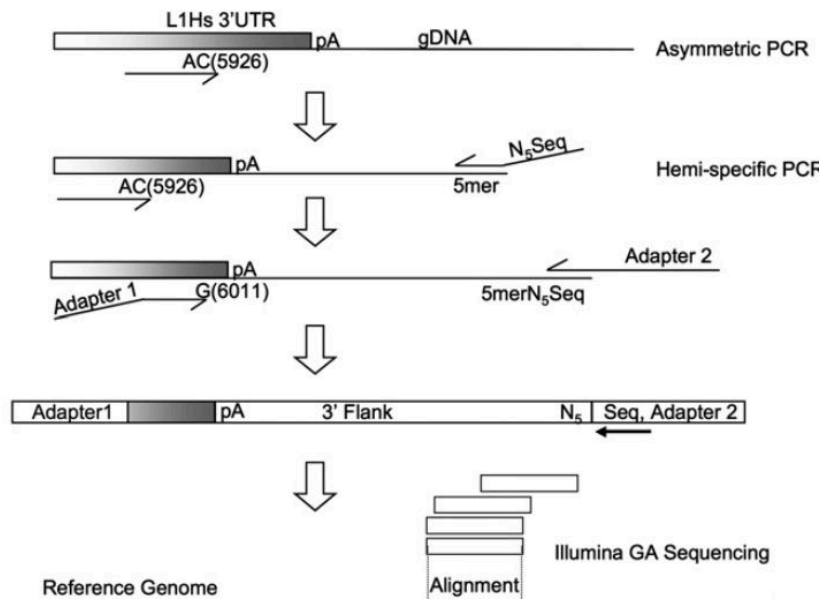 L1Hs 3'UTR
pA
gDNA
AC(5926)
Asymmetric PCR
pA
N₅Seq
AC(5926)
5mer
Hemi-specific PCR
pA
Adapter 2
Adapter 1
G(6011)
5merN₅Seq
Adapter1
pA
3' Flank
N₅
Seq, Adapter 2
Illumina GA Sequencing
Reference Genome
Alignment